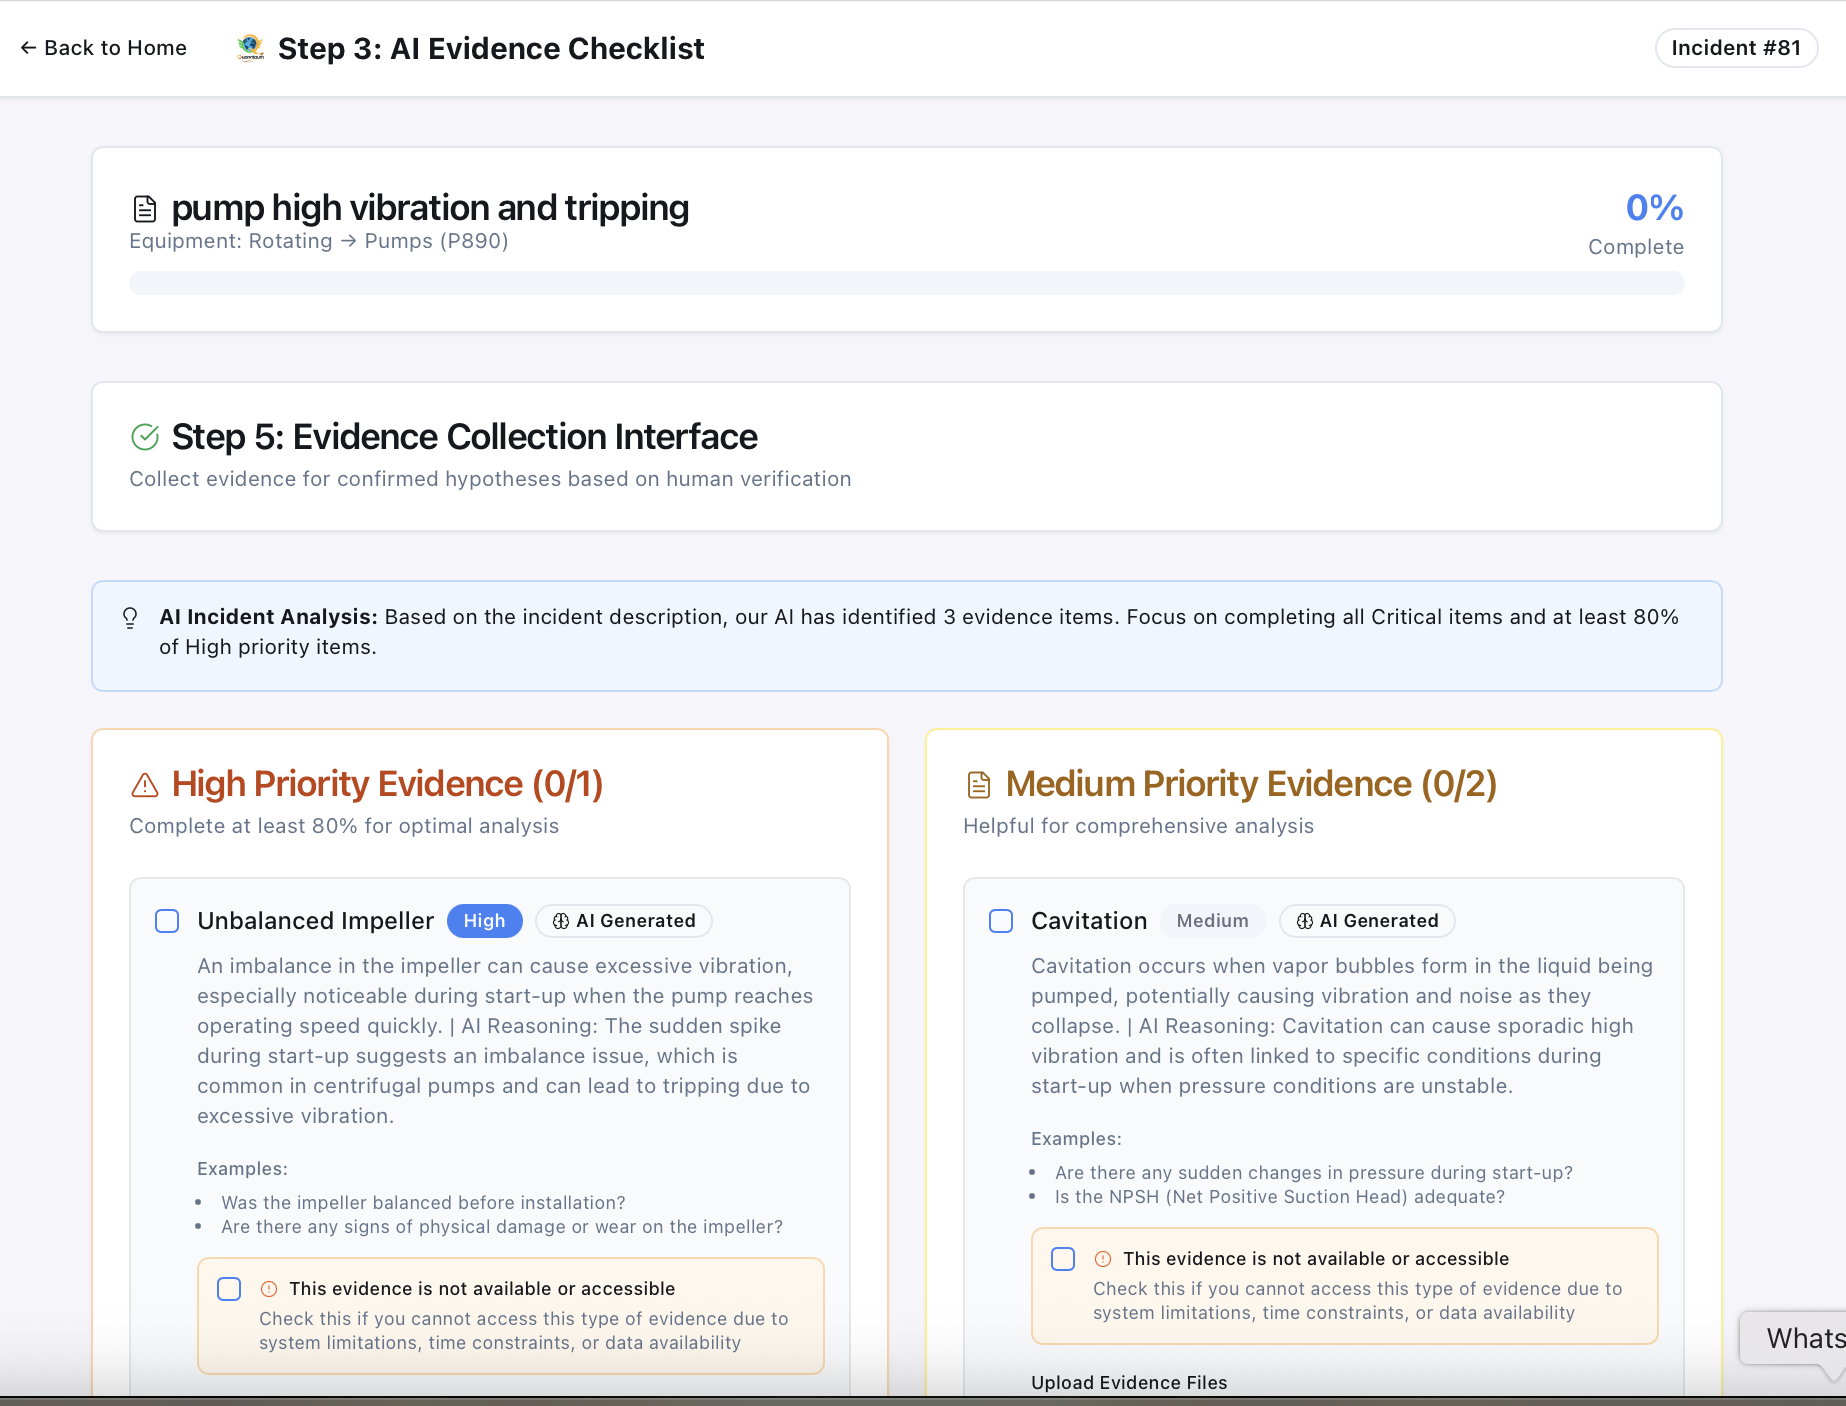 ← Back to Home
Step 3: AI Evidence Checklist
Incident #81
pump high vibration and tripping
Equipment: Rotating → Pumps (P890)
0%
Complete
Step 5: Evidence Collection Interface
Collect evidence for confirmed hypotheses based on human verification
AI Incident Analysis: Based on the incident description, our AI has identified 3 evidence items. Focus on completing all Critical items and at least 80%
of High priority items.
High Priority Evidence (0/1)
Complete at least 80% for optimal analysis
Unbalanced Impeller High AI Generated
An imbalance in the impeller can cause excessive vibration,
especially noticeable during start-up when the pump reaches
operating speed quickly. | AI Reasoning: The sudden spike
during start-up suggests an imbalance issue, which is
common in centrifugal pumps and can lead to tripping due to
excessive vibration.
Examples:
• Was the impeller balanced before installation?
• Are there any signs of physical damage or wear on the impeller?
This evidence is not available or accessible
Check this if you cannot access this type of evidence due to
system limitations, time constraints, or data availability
Medium Priority Evidence (0/2)
Helpful for comprehensive analysis
Cavitation Medium AI Generated
Cavitation occurs when vapor bubbles form in the liquid being
pumped, potentially causing vibration and noise as they
collapse. | AI Reasoning: Cavitation can cause sporadic high
vibration and is often linked to specific conditions during
start-up when pressure conditions are unstable.
Examples:
• Are there any sudden changes in pressure during start-up?
• Is the NPSH (Net Positive Suction Head) adequate?
This evidence is not available or accessible
Check this if you cannot access this type of evidence due to
system limitations, time constraints, or data availability
Upload Evidence Files
Whats